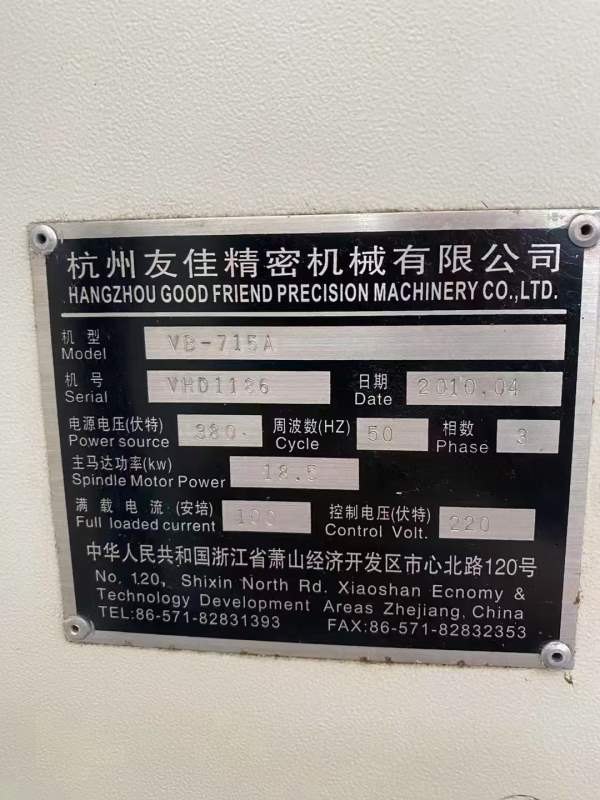 杭州友佳精密机械有限公司
HANGZHOU GOOD FRIEND PRECISION MACHINERY CO.,LTD.
机型 VB-715A
Model
机号 VHD1186 日期 2010.04
Serial Date
电源电压(伏特) 380 周波数(HZ) 50 相数 3
Power source Cycle Phase
主马达功率(kw) 18.5
Spindle Motor Power
满载电流(安培) 100 控制电压(伏特) 220
Full loaded current Control Volt.
中华人民共和国浙江省萧山经济开发区市心北路120号
No. 120, Shixin North Rd. Xiaoshan Ecnomy &
Technology Development Areas Zhejiang, China
TEL:86-571-82831393 FAX:86-571-82832353